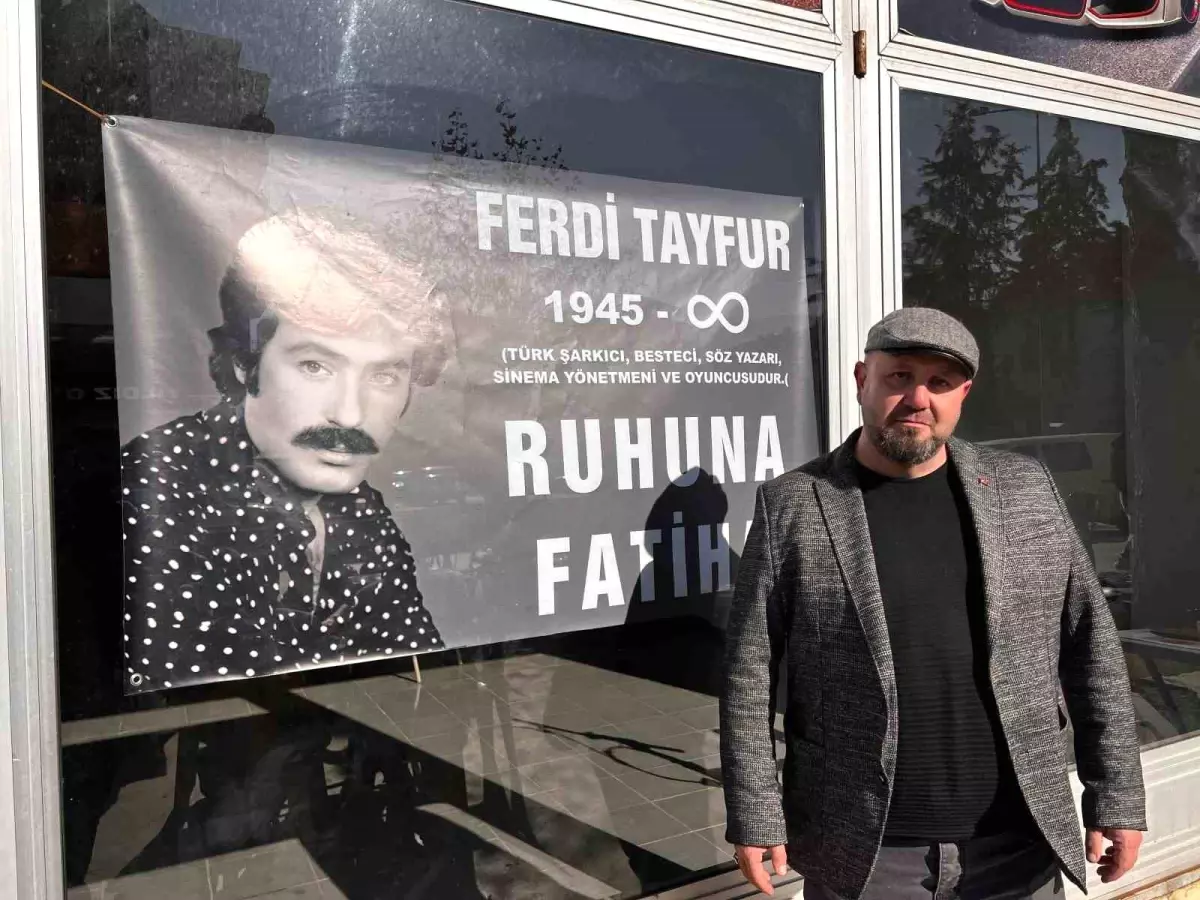 FERDİ TAYFUR
1945 - ∞
(TÜRK ŞARKICI, BESTECİ, SÖZ YAZARI,
SİNEMA YÖNETMENİ VE OYUNCUSUDUR.(
RUHUNA
FATİH